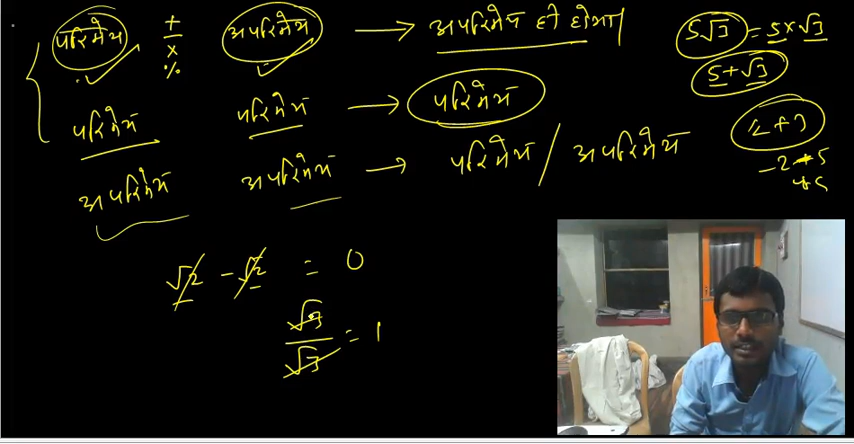 परिमेय + अपरिमेय → अपरिमेय ही होगा
× 
%
5√3 = 5×√3
5+√3
परिमेय परिमेय → परिमेय
2+3
अपरिमेय अपरिमेय → परिमेय / अपरिमेय
√2 - √2 = 0
√3
√3 = 1